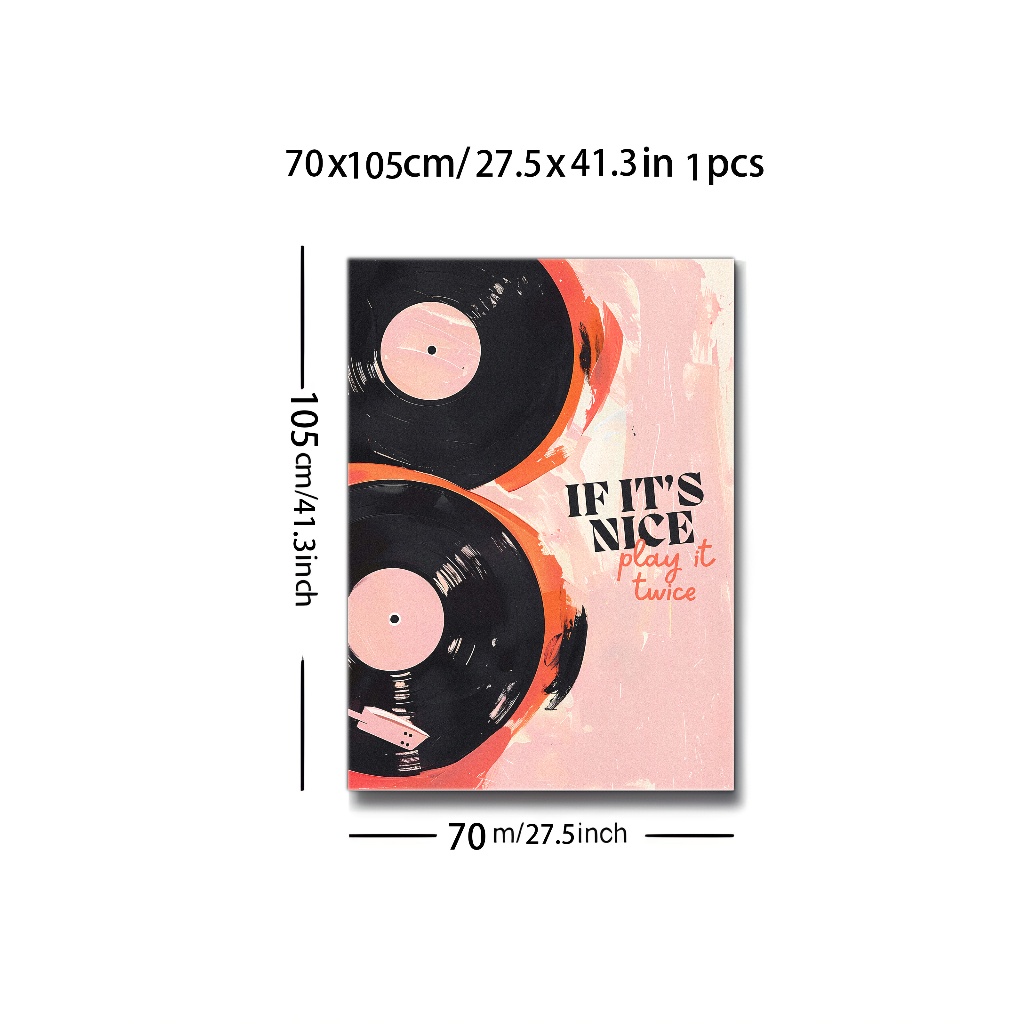 70x105cm/ 27.5x41.3in 1pcs
105cm/41.3inch
IF IT'S
NICE
play it
twice
70 m/27.5inch